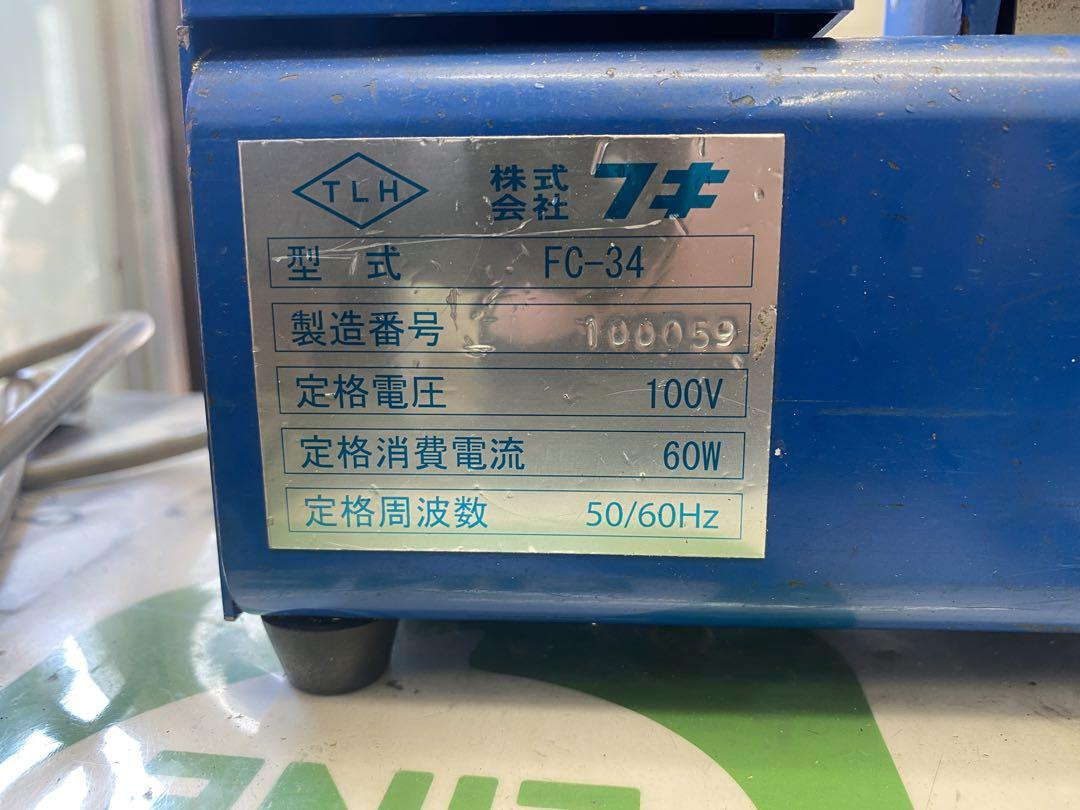 TLH 株式会社 フキ
型式 FC-34
製造番号 100059
定格電圧 100V
定格消費電流 60W
定格周波数 50/60Hz